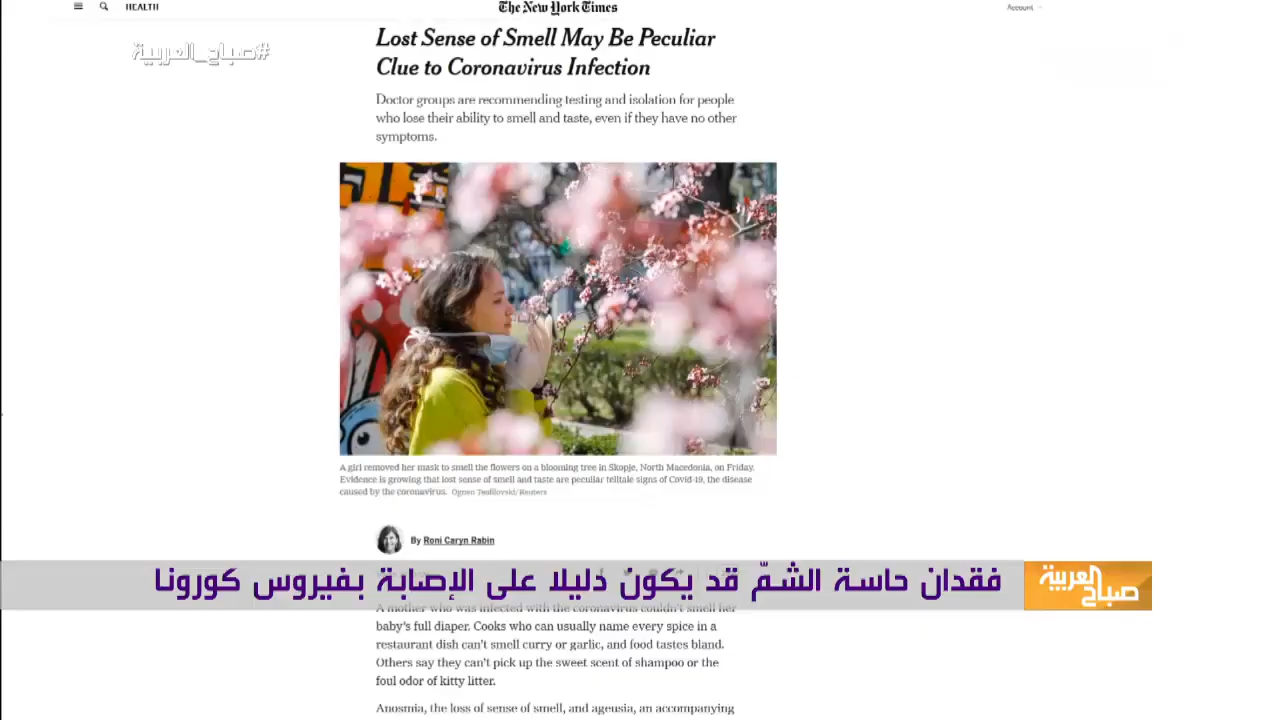 HEALTH
The New York Times
Account
#صباح_العربية
Lost Sense of Smell May Be Peculiar
Clue to Coronavirus Infection
Doctor groups are recommending testing and isolation for people
who lose their ability to smell and taste, even if they have no other
symptoms.
A girl removed her mask to smell the flowers on a blooming tree in Skopje, North Macedonia, on Friday.
Evidence is growing that lost sense of smell and taste are peculiar telltale signs of Covid-19, the disease
caused by the coronavirus. Ognen Teofilovski/Reuters
By Roni Caryn Rabin
فقدان حاسة الشمّ قد يكون دليلا على الإصابة بفيروس كورونا
صباح العربية
A mother who was infected with the coronavirus couldn't smell her
baby's full diaper. Cooks who can usually name every spice in a
restaurant dish can't smell curry or garlic, and food tastes bland.
Others say they can't pick up the sweet scent of shampoo or the
foul odor of kitty litter.
Anosmia, the loss of sense of smell, and ageusia, an accompanying